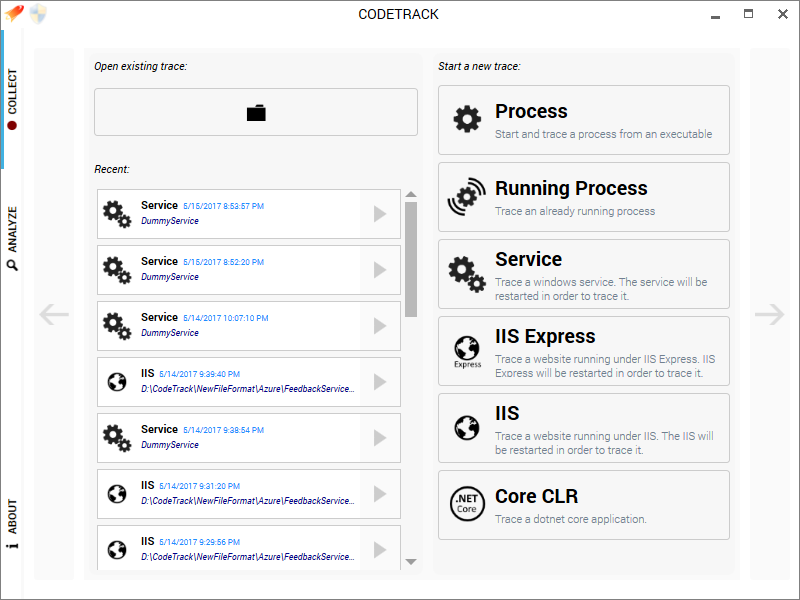 CODETRACK
COLLECT
ANALYZE
ABOUT
Open existing trace:
Recent:
Service 5/15/2017 8:53:57 PM
DummyService
Service 5/15/2017 8:52:20 PM
DummyService
Service 5/14/2017 10:07:10 PM
DummyService
IIS 5/14/2017 9:39:40 PM
D:\CodeTrack\NewFileFormat\Azure\FeedbackService...
Service 5/14/2017 9:38:54 PM
DummyService
IIS 5/14/2017 9:31:20 PM
D:\CodeTrack\NewFileFormat\Azure\FeedbackService...
IIS 5/14/2017 9:29:56 PM
D:\CodeTrack\NewFileFormat\Azure\FeedbackService...
Start a new trace:
Process
Start and trace a process from an executable
Running Process
Trace an already running process
Service
Trace a windows service. The service will be
restarted in order to trace it.
Express
IIS Express
Trace a website running under IIS Express. IIS
Express will be restarted in order to trace it.
IIS
Trace a website running under IIS. The IIS will
be restarted in order to trace it.
.NET
Core
Core CLR
Trace a dotnet core application.